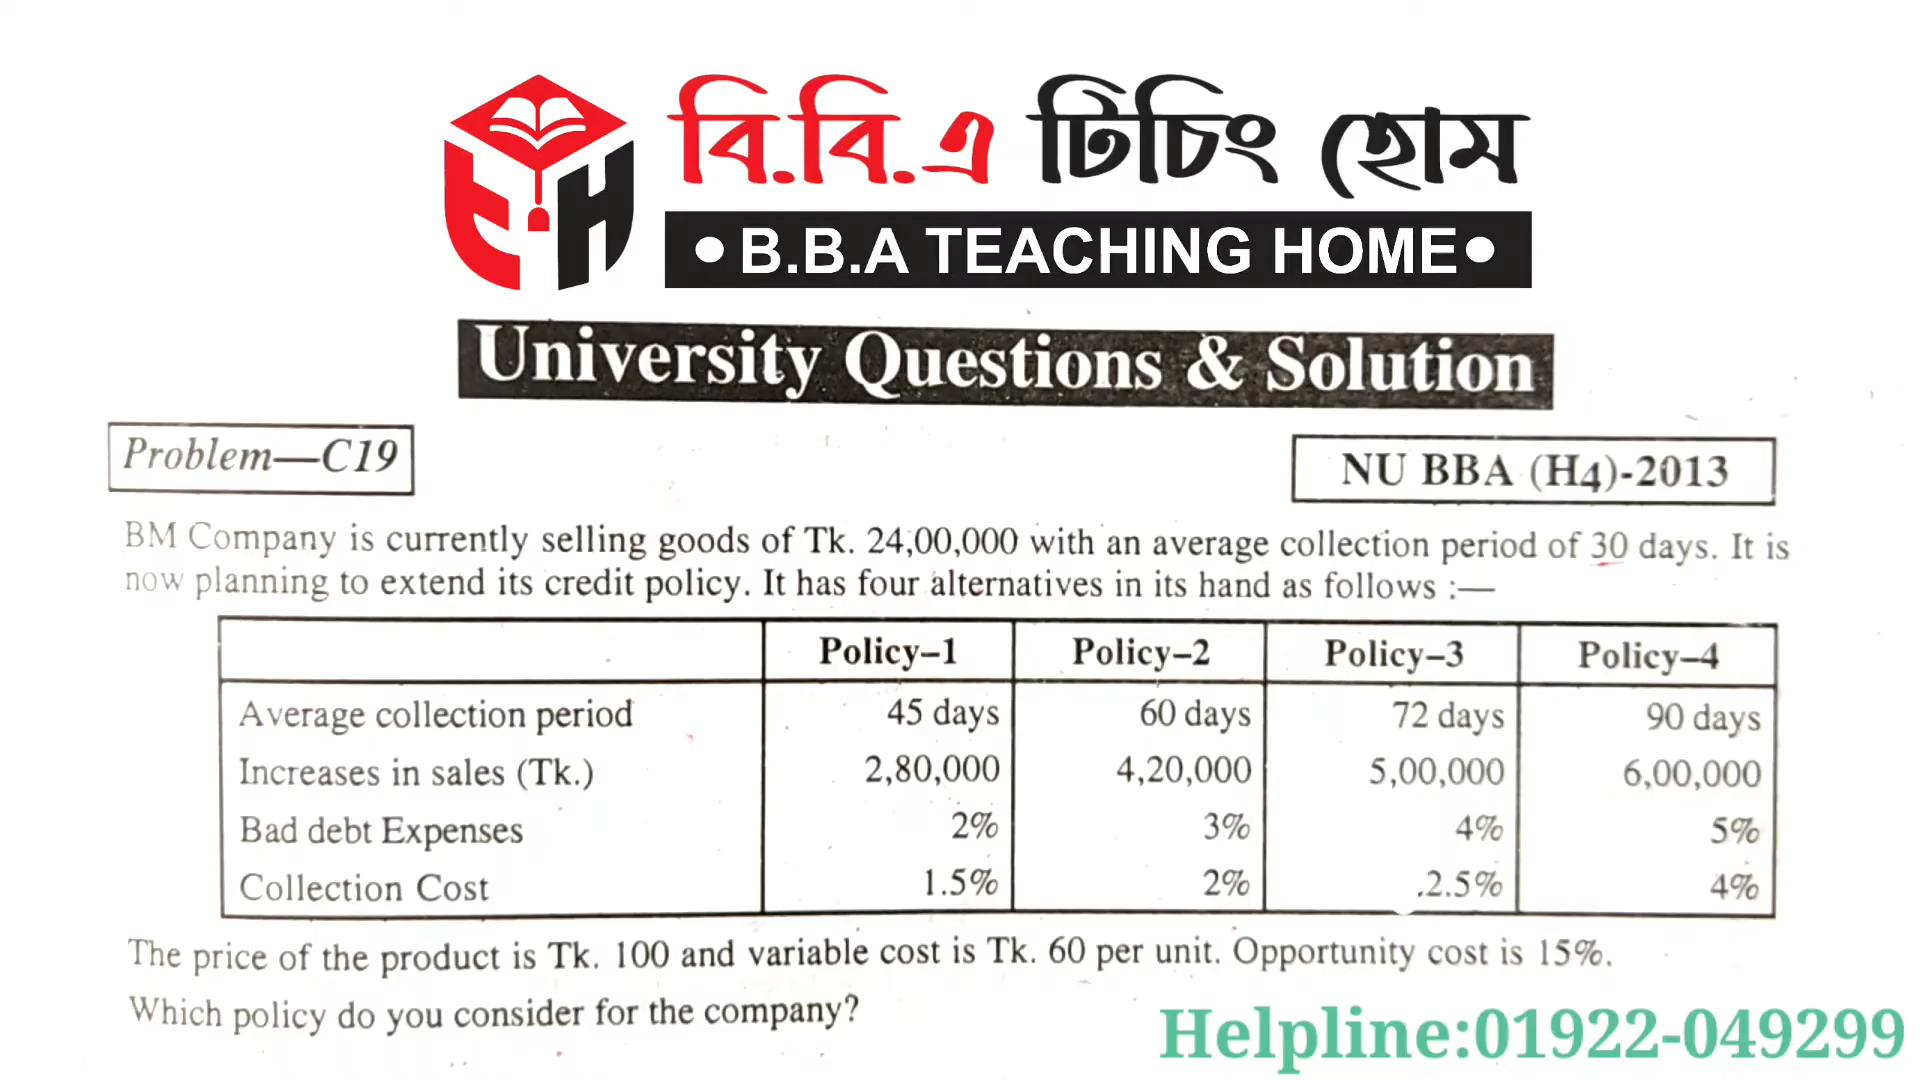 বি.বি.এ টিচিং হোম
• B.B.A TEACHING HOME •
University Questions & Solution
Problem—C19
NU BBA (H4)-2013
BM Company is currently selling goods of Tk. 24,00,000 with an average collection period of 30 days. It is
now planning to extend its credit policy. It has four alternatives in its hand as follows :—
Policy–1 Policy–2 Policy–3 Policy–4
Average collection period 45 days 60 days 72 days 90 days
Increases in sales (Tk.) 2,80,000 4,20,000 5,00,000 6,00,000
Bad debt Expenses 2% 3% 4% 5%
Collection Cost 1.5% 2% .2.5% 4%
The price of the product is Tk. 100 and variable cost is Tk. 60 per unit. Opportunity cost is 15%.
Which policy do you consider for the company?
Helpline:01922-049299